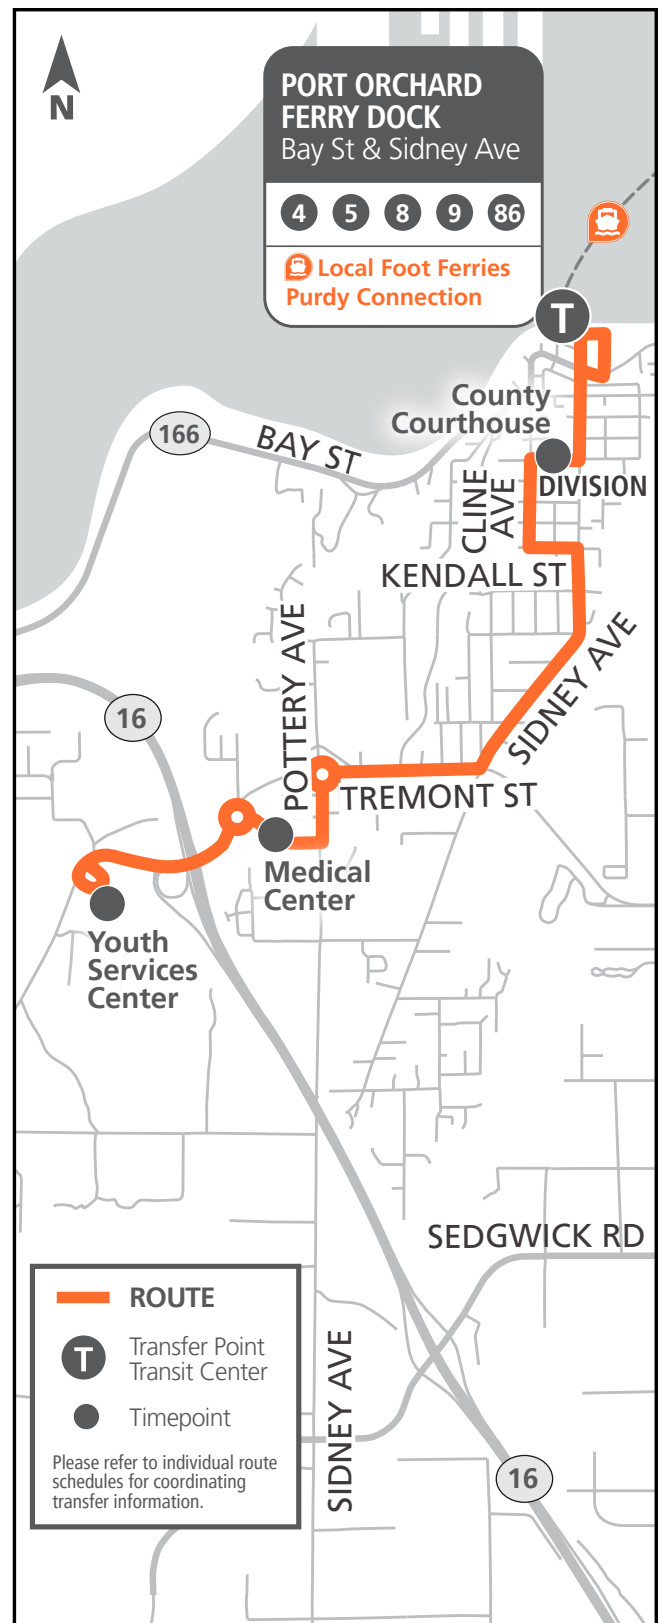 N
PORT ORCHARD
FERRY DOCK
Bay St & Sidney Ave
4 5 8 9 86
Local Foot Ferries
Purdy Connection
T
County
Courthouse
166
BAY ST
DIVISION
CLINE
AVE
KENDALL ST
SIDNEY AVE
POTTERY AVE
16
TREMONT ST
Medical
Center
Youth
Services
Center
SEDGWICK RD
SIDNEY AVE
16
ROUTE
T
Transfer Point
Transit Center
Timepoint
Please refer to individual route
schedules for coordinating
transfer information.